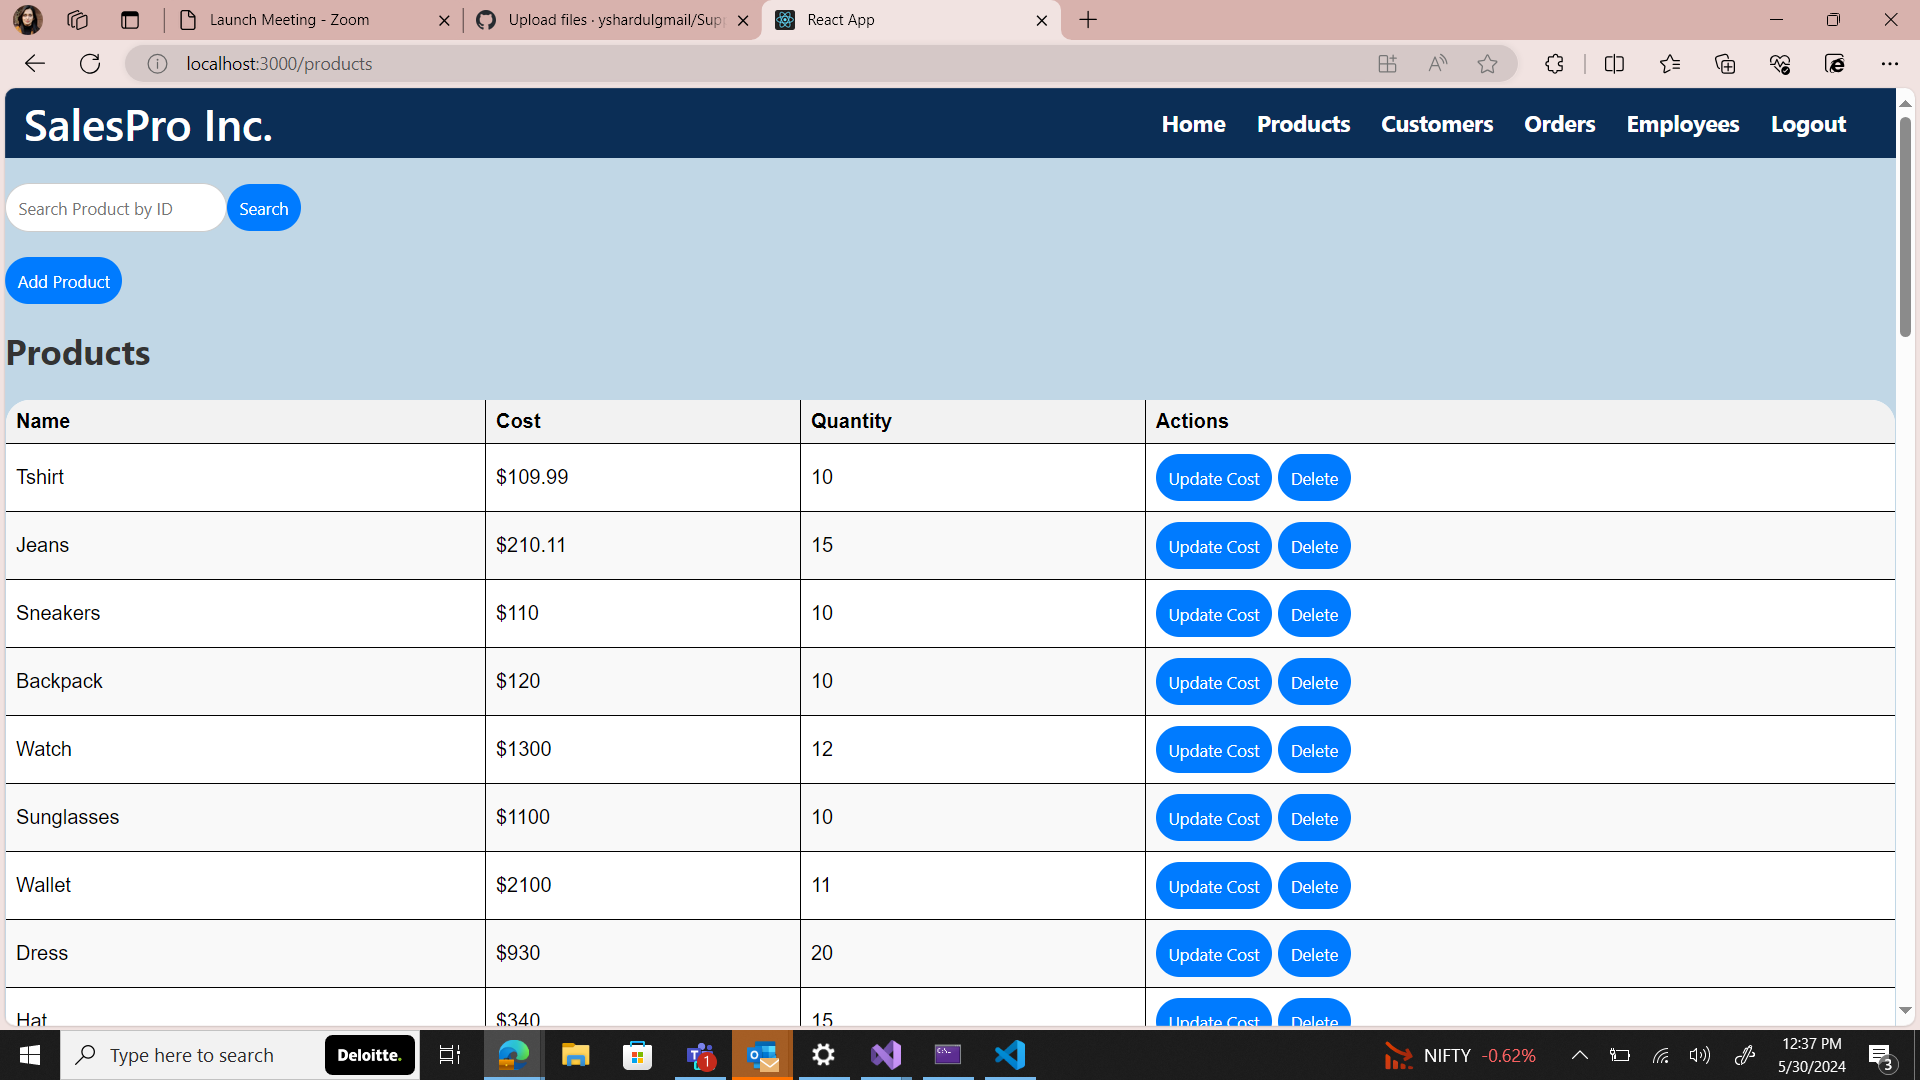 Launch Meeting - Zoom
Upload files · yshardulgmail/Sup
React App
localhost:3000/products
SalesPro Inc.
Home Products Customers Orders Employees Logout
Search Product by ID Search
Add Product
Products
Name Cost Quantity Actions
Tshirt $109.99 10 Update Cost Delete
Jeans $210.11 15 Update Cost Delete
Sneakers $110 10 Update Cost Delete
Backpack $120 10 Update Cost Delete
Watch $1300 12 Update Cost Delete
Sunglasses $1100 10 Update Cost Delete
Wallet $2100 11 Update Cost Delete
Dress $930 20 Update Cost Delete
Hat $340 15 Update Cost Delete
Type here to search Deloitte. 1 NIFTY -0.62% 12:37 PM
5/30/2024 3